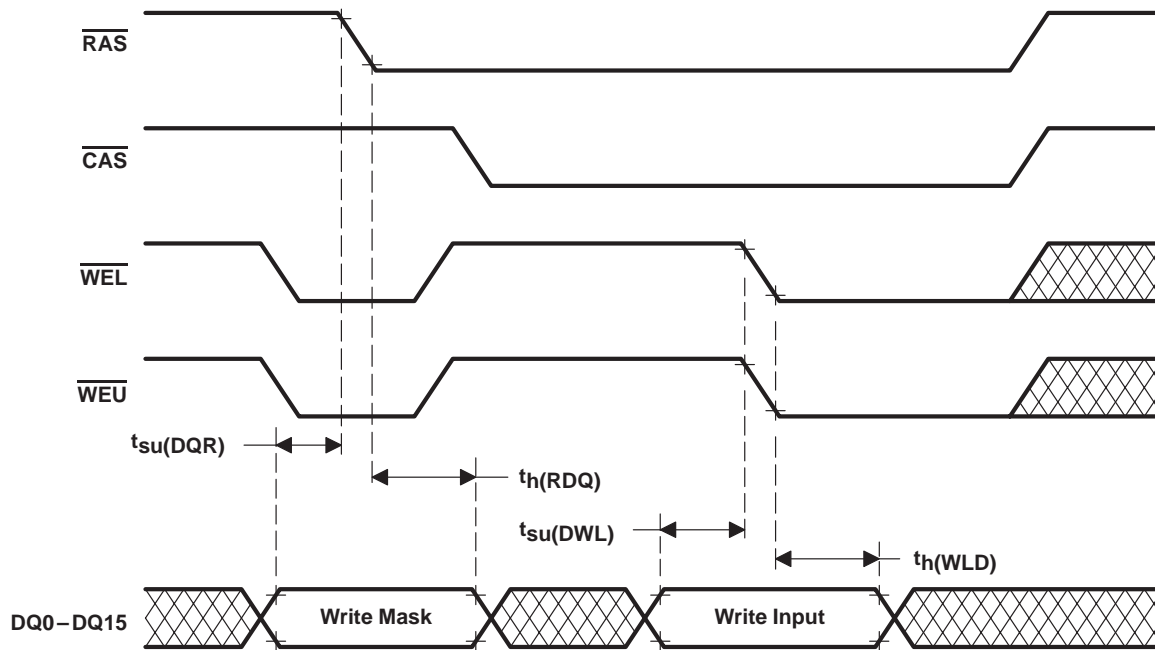 RAS
CAS
WEL
WEU
tsu(DQR)
th(RDQ)
tsu(DWL)
th(WLD)
DQ0–DQ15
Write Mask
Write Input